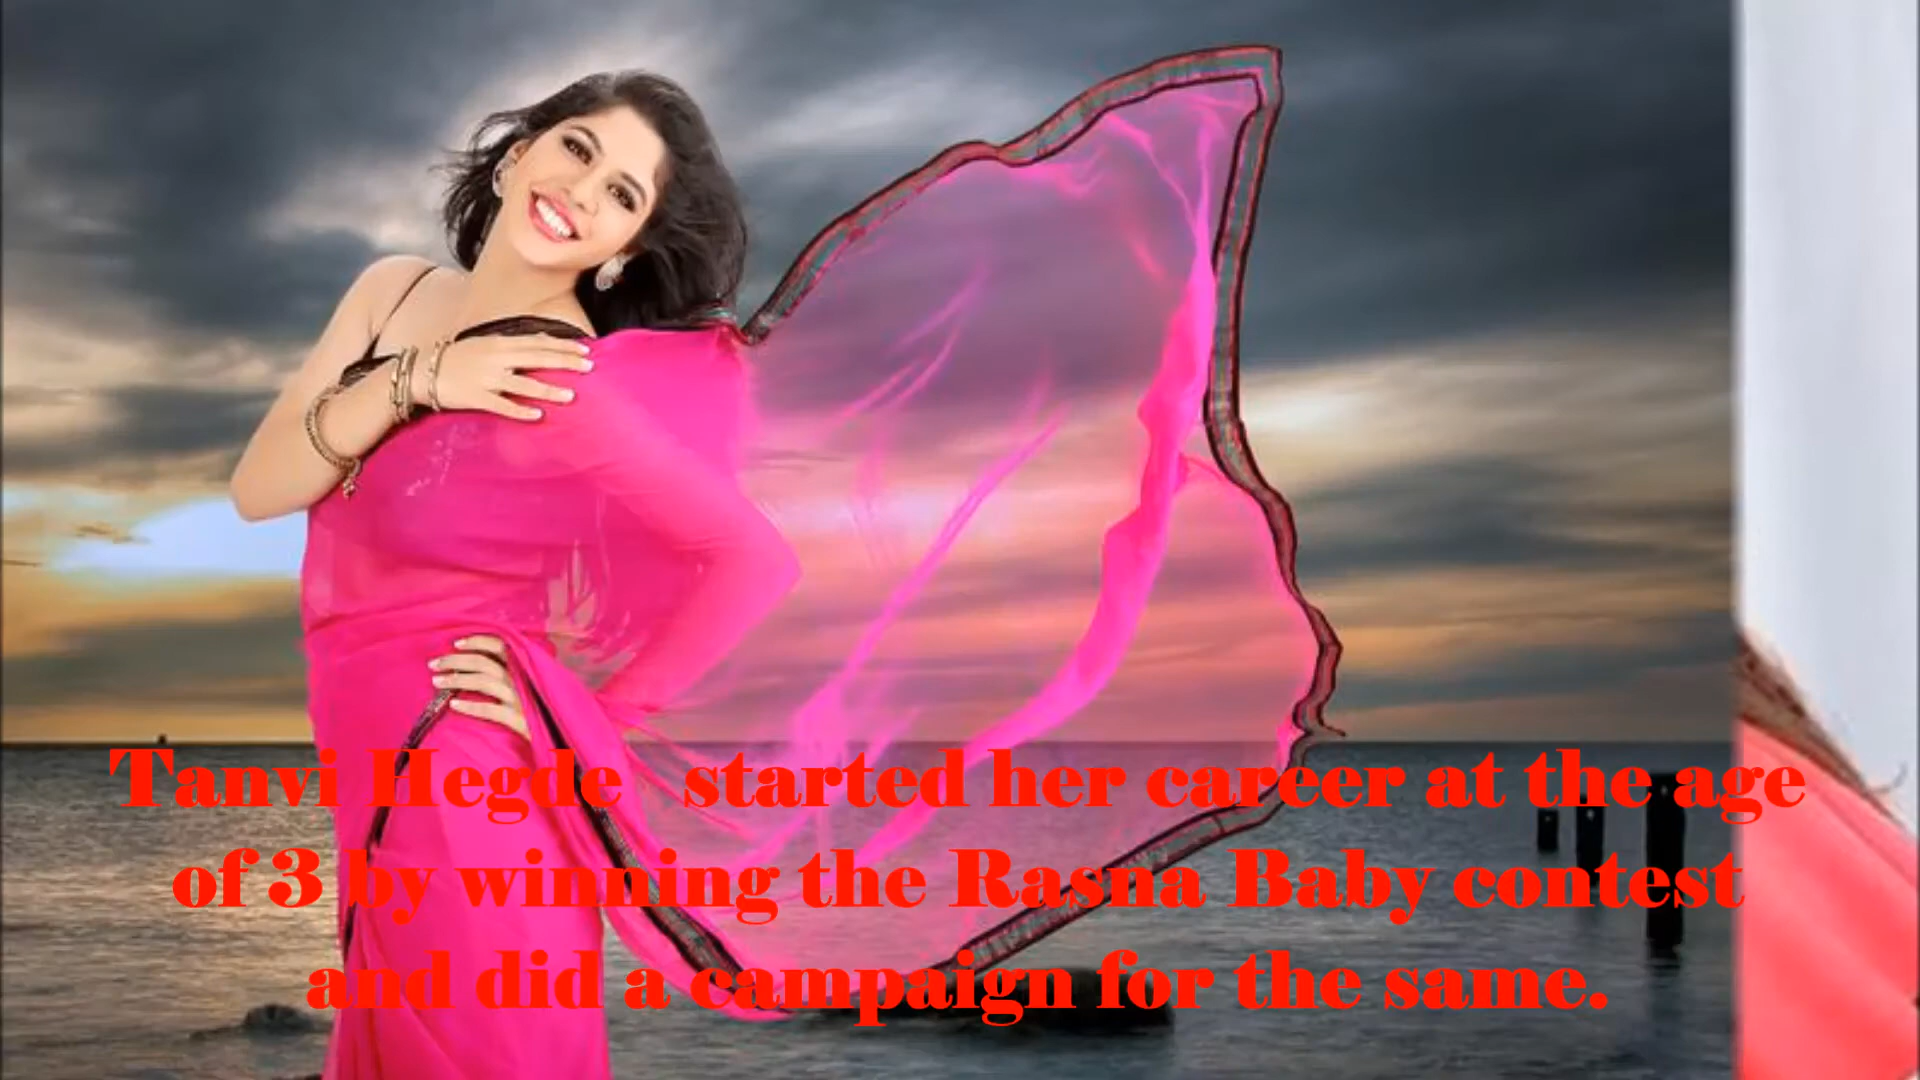 Tanvi Hegde started her career at the age
of 3 by winning the Rasna Baby contest
and did a campaign for the same.